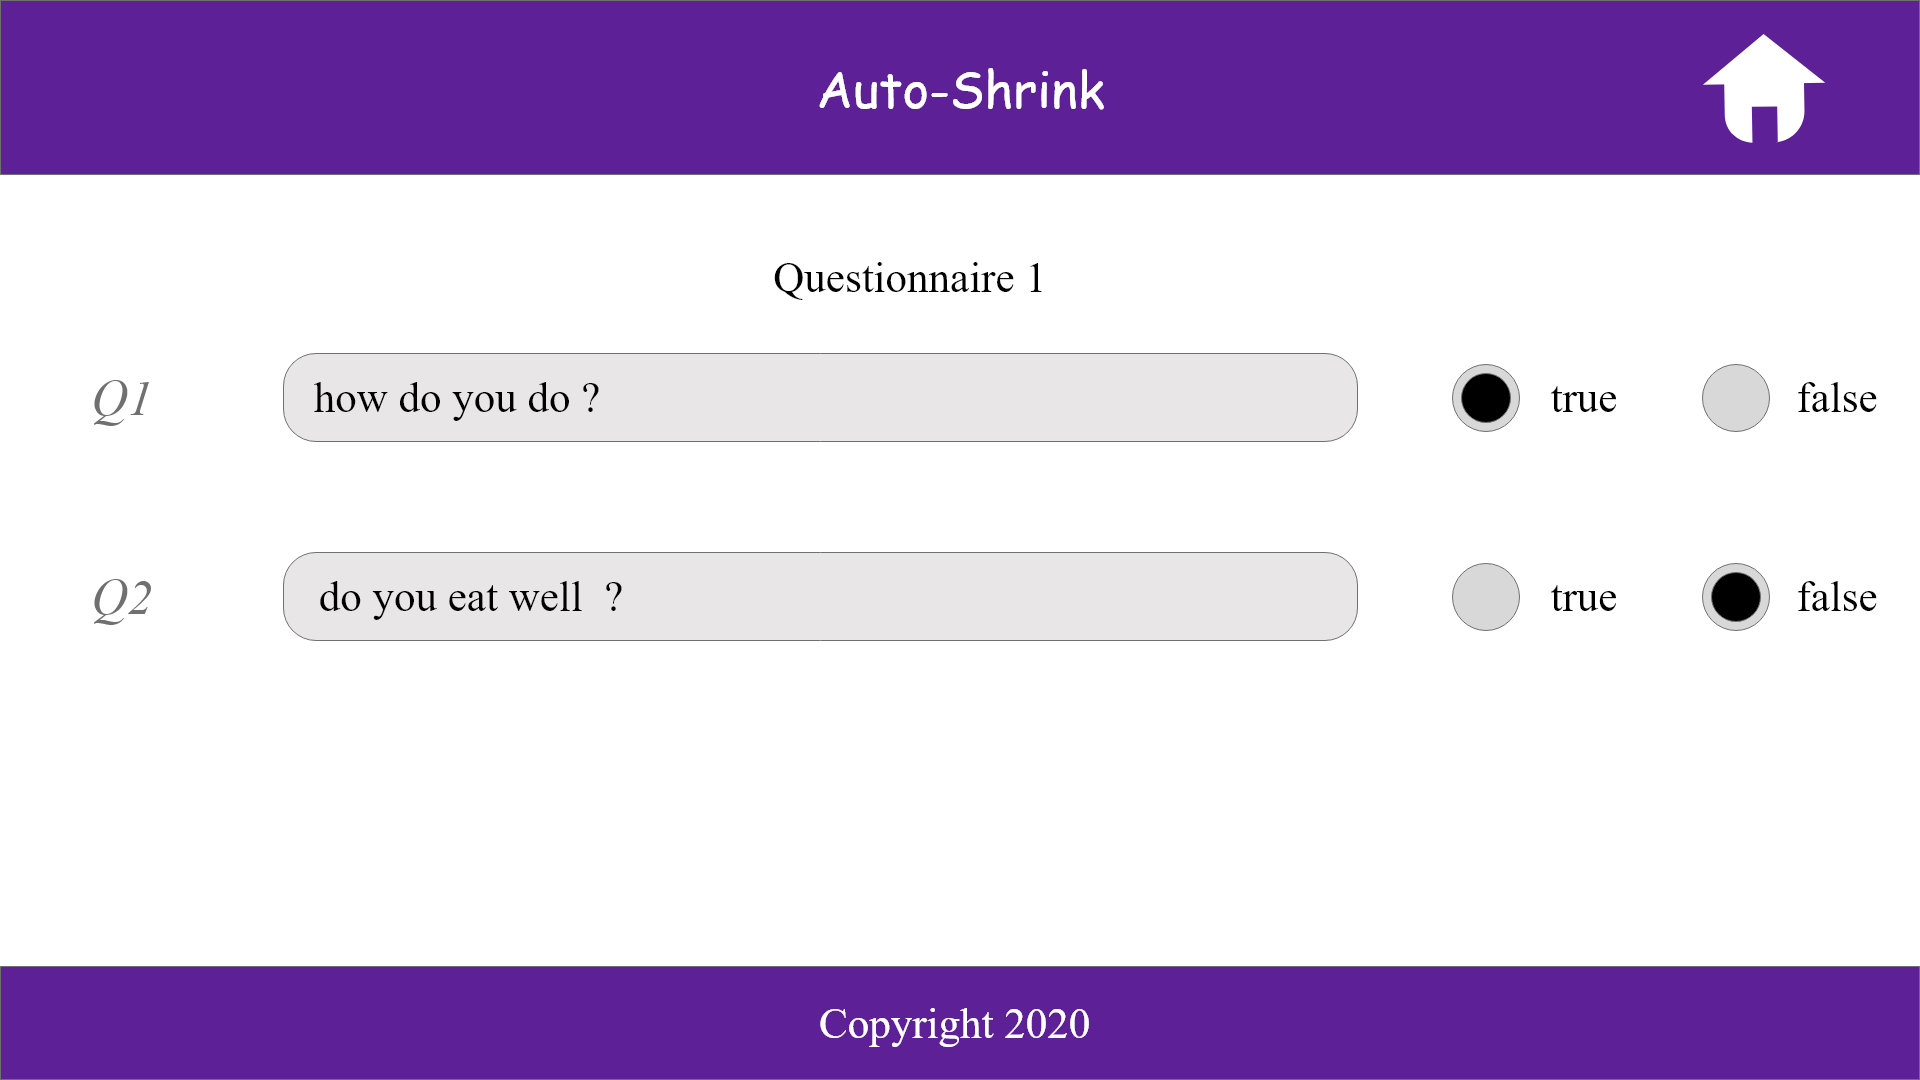 Auto-Shrink
Questionnaire 1
Q1 how do you do ? true false
Q2 do you eat well  ? true false
Copyright 2020